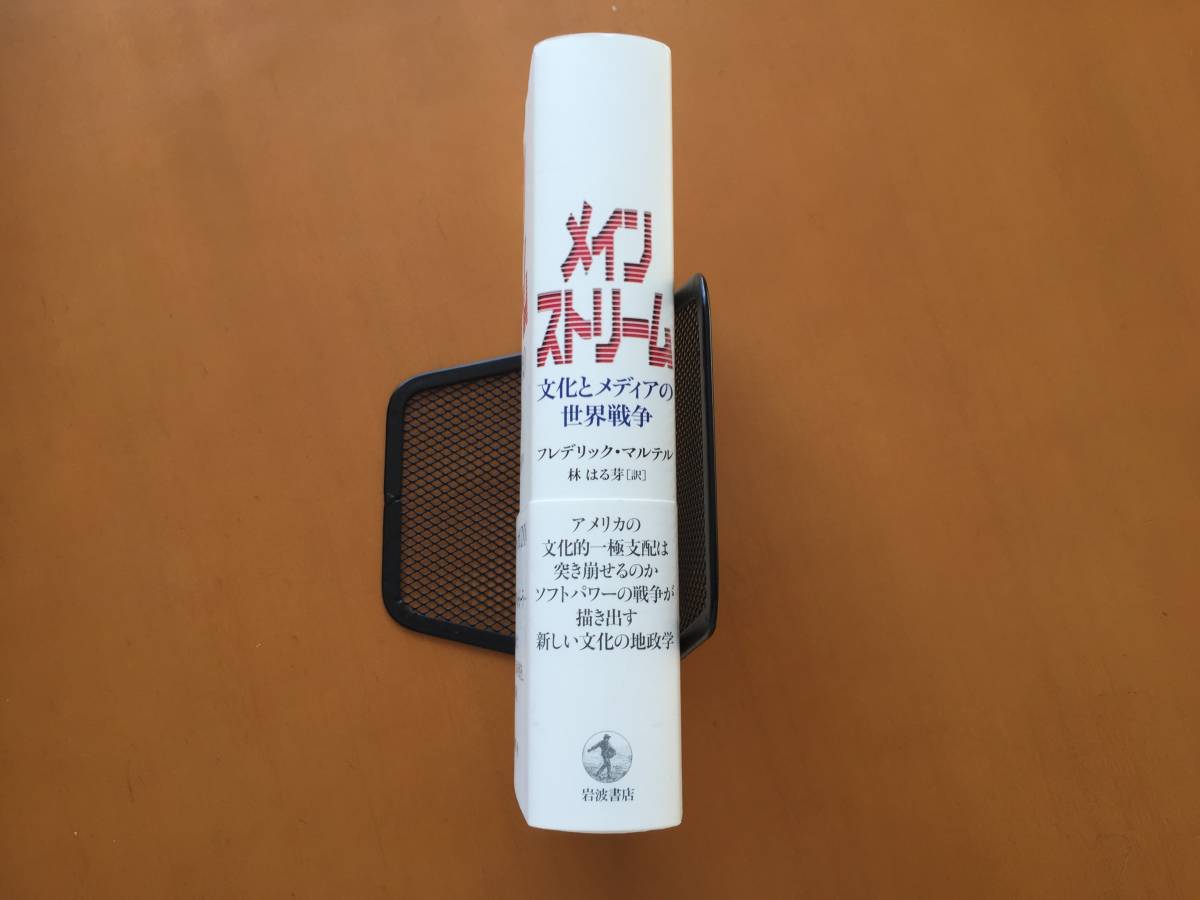 メイン
ストリーム
文化とメディアの
世界戦争
フレデリック・マルテル
林 はる芽[訳]
アメリカの
文化的一極支配は
突き崩せるのか
ソフトパワーの戦争が
描き出す
新しい文化の地政学
岩波書店